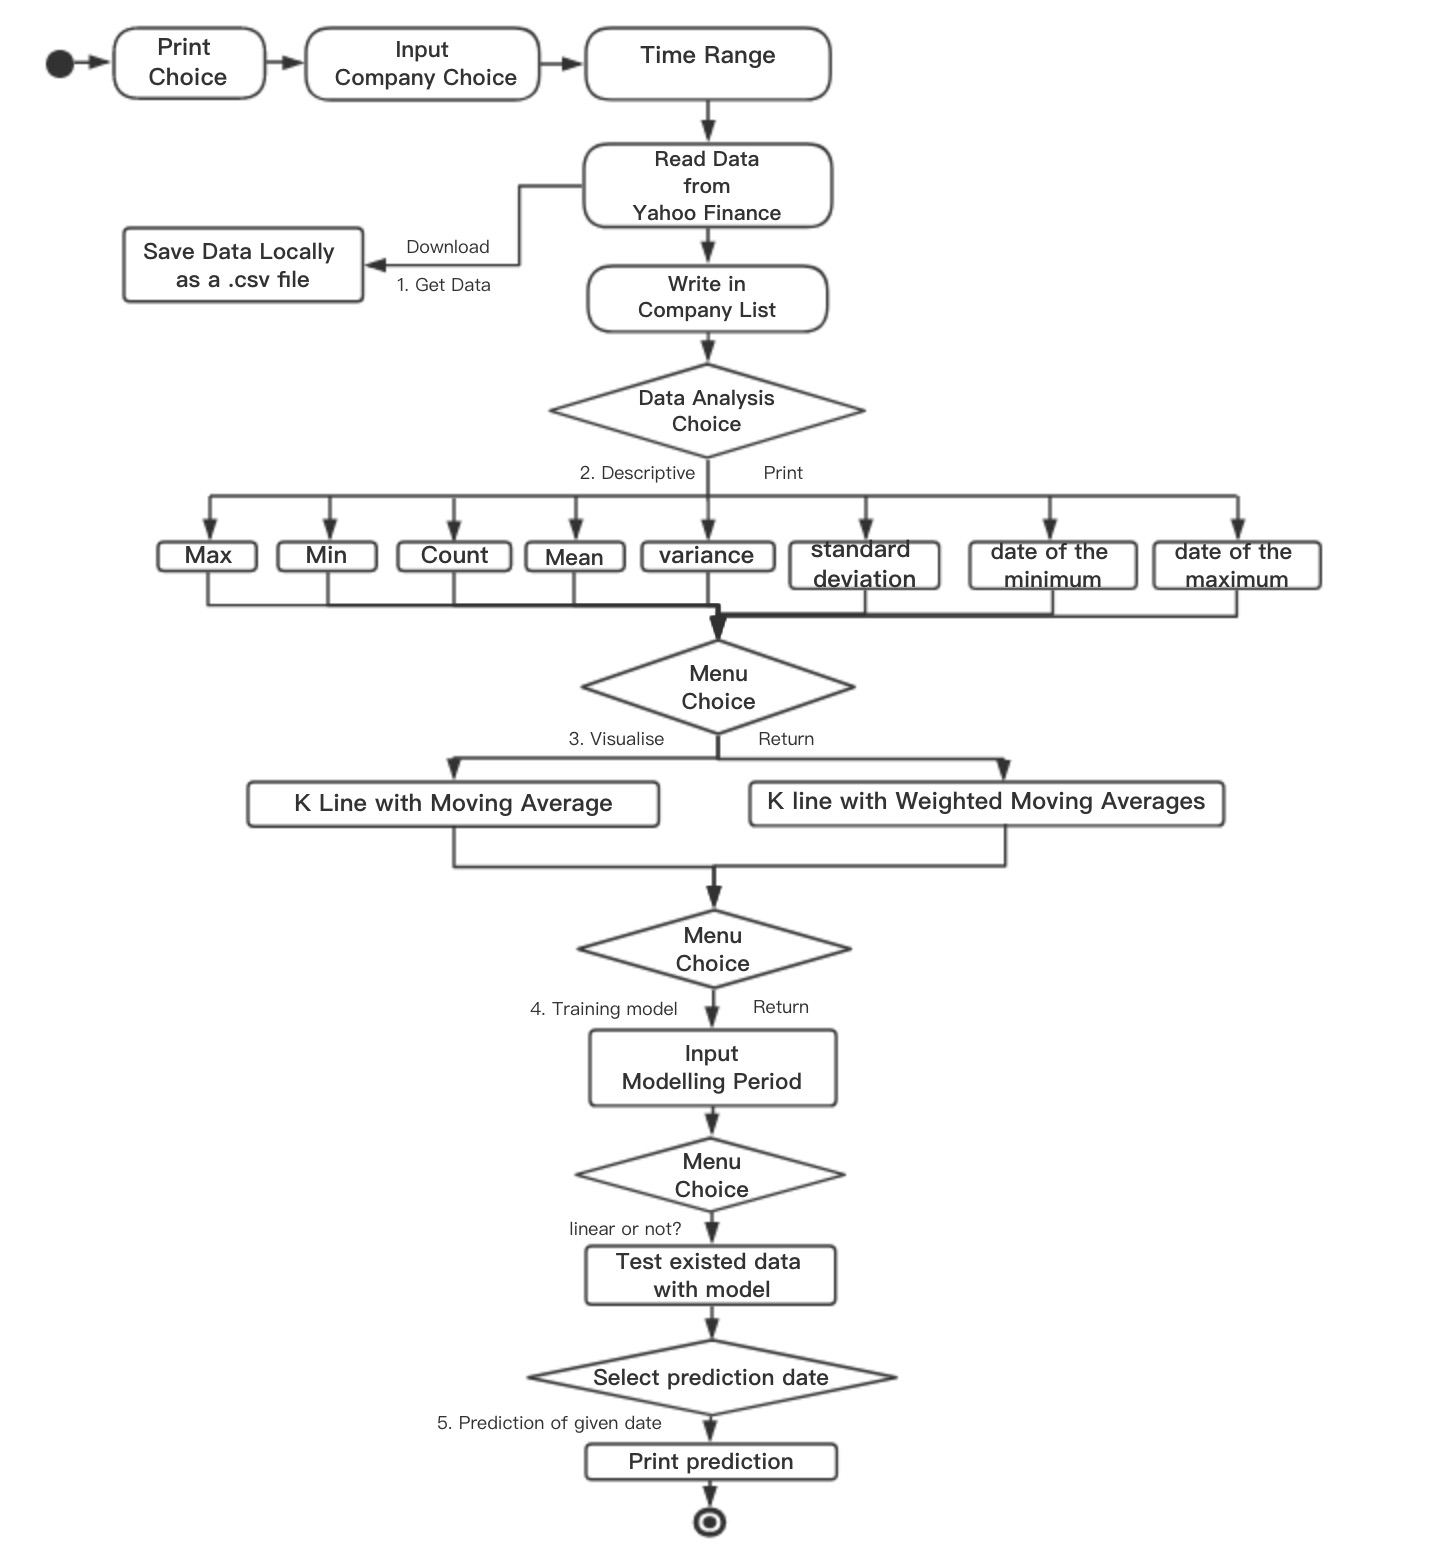 Print
Choice
Input
Company Choice
Time Range
Read Data
from
Yahoo Finance
Save Data Locally
as a .csv file
Download
1. Get Data
Write in
Company List
Data Analysis
Choice
2. Descriptive
Print
Max
Min
Count
Mean
variance
standard
deviation
date of the
minimum
date of the
maximum
Menu
Choice
3. Visualise
Return
K Line with Moving Average
K line with Weighted Moving Averages
Menu
Choice
4. Training model
Return
Input
Modelling Period
Menu
Choice
linear or not?
Test existed data
with model
Select prediction date
5. Prediction of given date
Print prediction